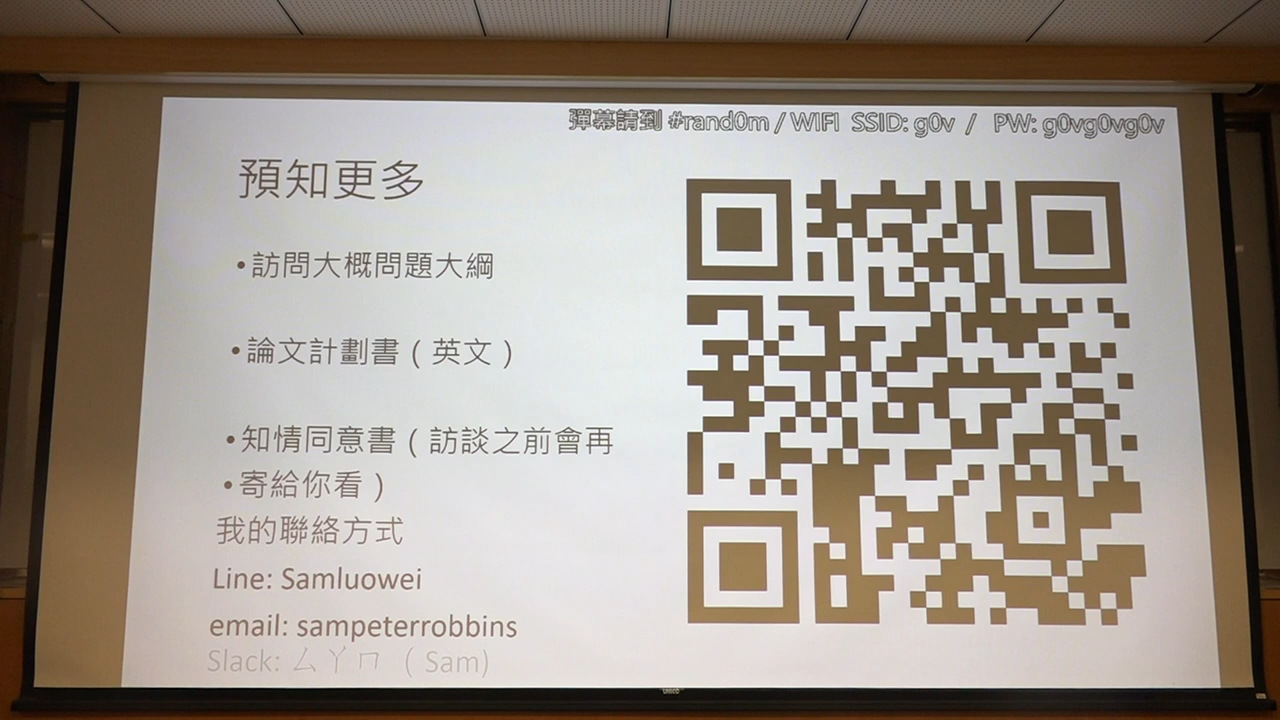 彈幕請到 #rand0m / WIFI SSID: g0v / PW: g0vg0vg0v
預知更多
•訪問大概問題大綱
•論文計劃書（英文）
•知情同意書（訪談之前會再
•寄給你看）
我的聯絡方式
Line: Samluowei
email: sampeterrobbins
Slack: ㄙㄚㄇ （Sam)